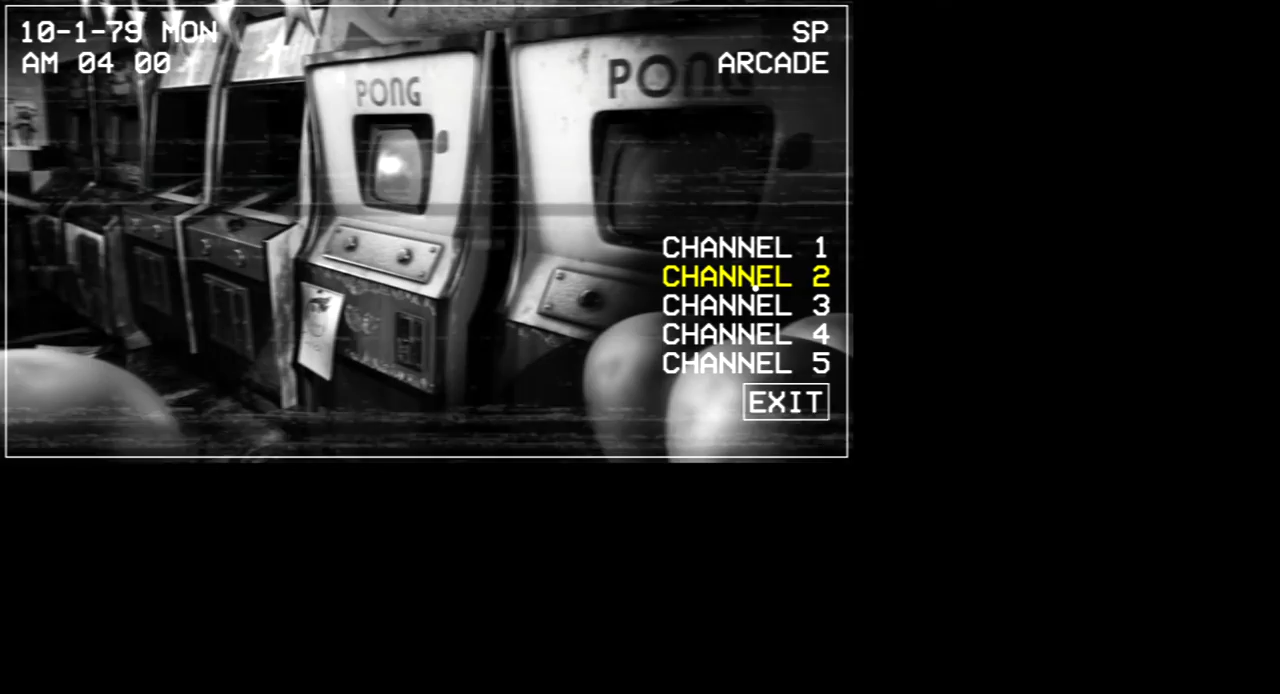 10-1-79 MON
AM 04 00
SP
ARCADE
PONG
PONG
CHANNEL 1
CHANNEL 2
CHANNEL 3
CHANNEL 4
CHANNEL 5
EXIT